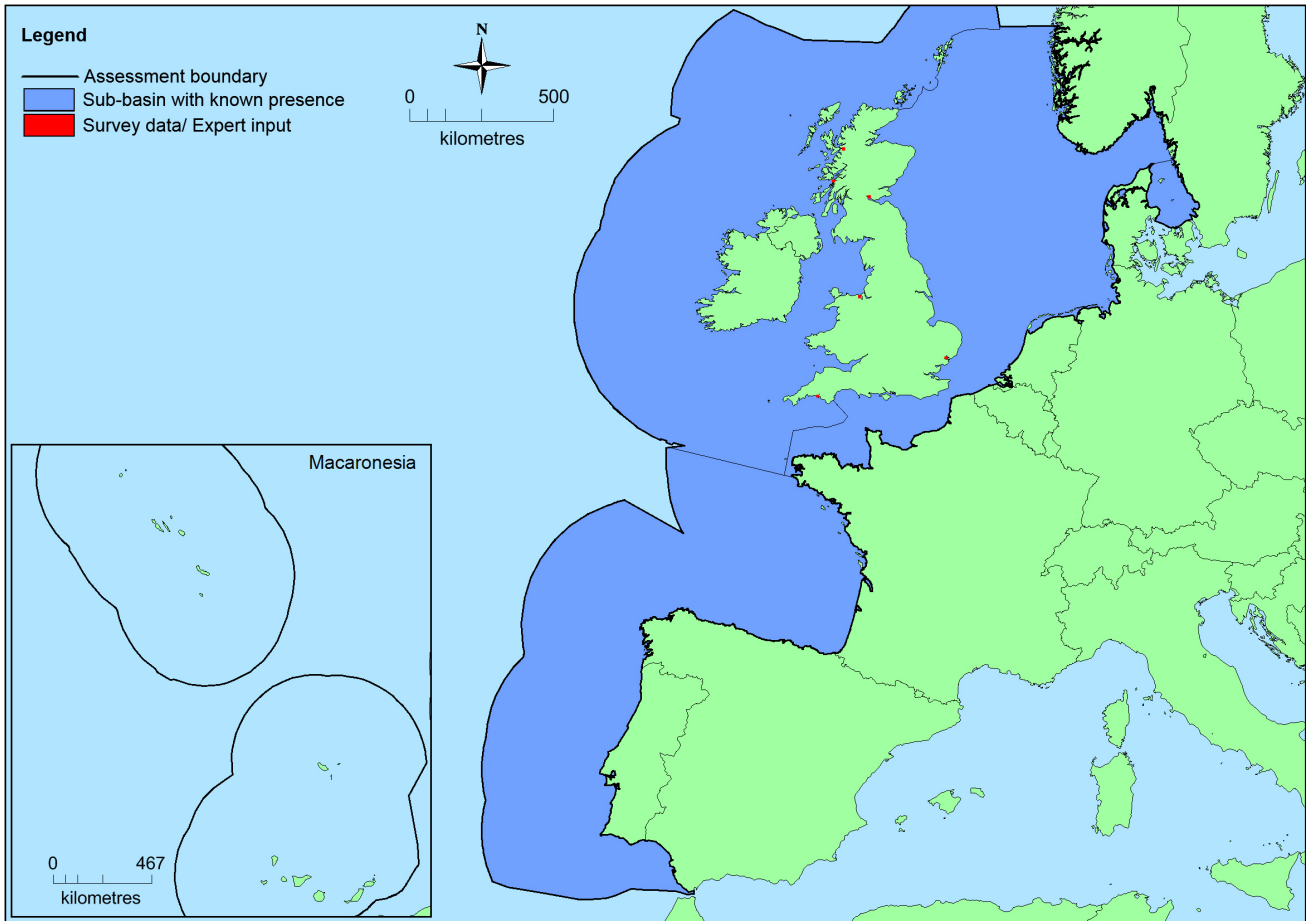 Legend
Assessment boundary
Sub-basin with known presence
Survey data/ Expert input
N
0 500
kilometres
Macaronesia
0 467
kilometres